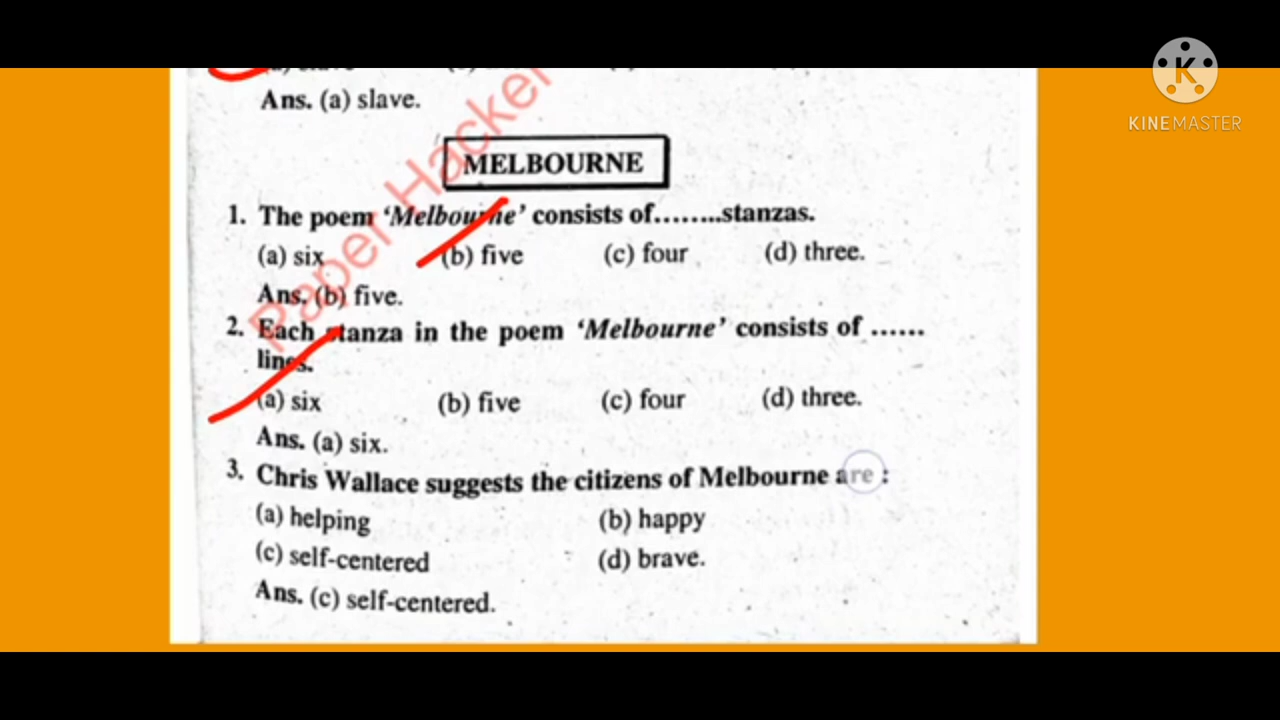 KINEMASTER
Ans. (a) slave.
Paper Hacker
MELBOURNE
1. The poem ‘Melbourne’ consists of........stanzas.
(a) six (b) five (c) four (d) three.
Ans. (b) five.
2. Each stanza in the poem ‘Melbourne’ consists of ......
lines.
(a) six (b) five (c) four (d) three.
Ans. (a) six.
3. Chris Wallace suggests the citizens of Melbourne are :
(a) helping (b) happy
(c) self-centered (d) brave.
Ans. (c) self-centered.